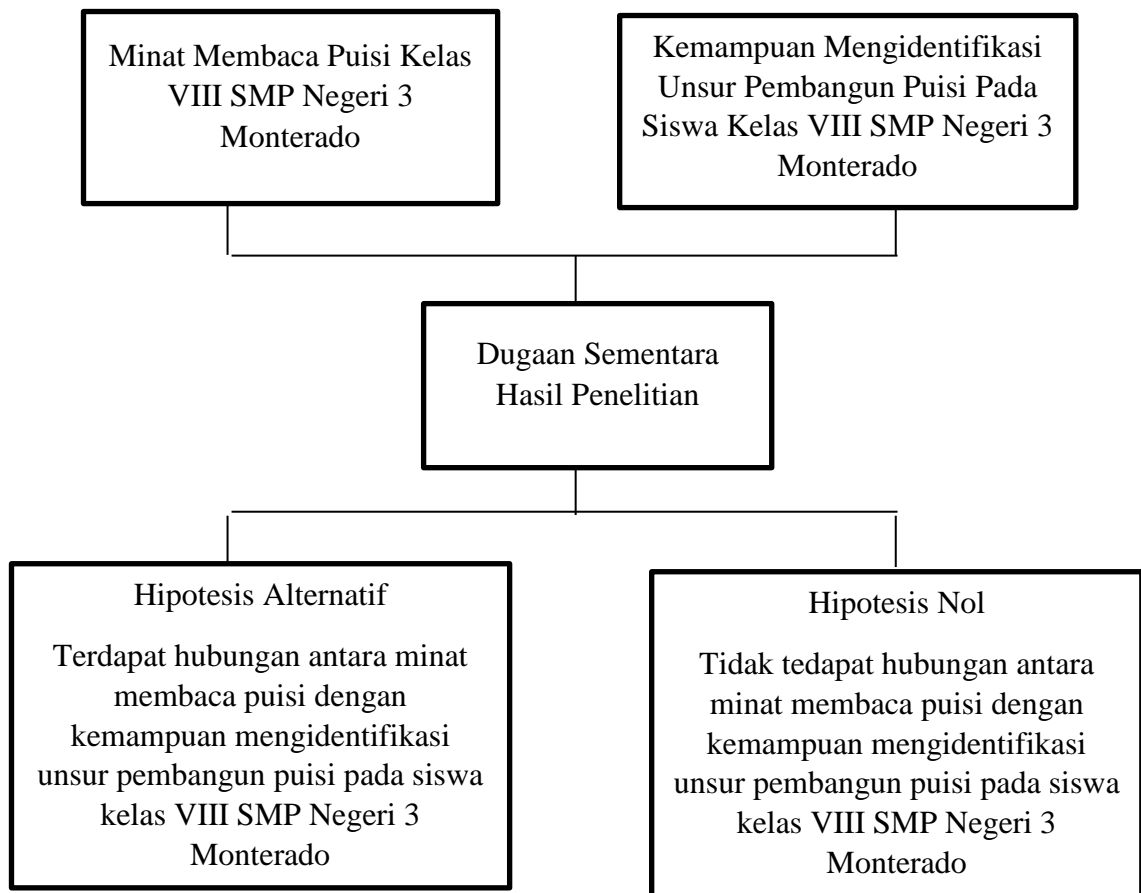 Minat Membaca Puisi Kelas
VIII SMP Negeri 3
Monterado
Kemampuan Mengidentifikasi
Unsur Pembangun Puisi Pada
Siswa Kelas VIII SMP Negeri 3
Monterado
Dugaan Sementara
Hasil Penelitian
Hipotesis Alternatif
Terdapat hubungan antara minat
membaca puisi dengan
kemampuan mengidentifikasi
unsur pembangun puisi pada siswa
kelas VIII SMP Negeri 3
Monterado
Hipotesis Nol
Tidak tedapat hubungan antara
minat membaca puisi dengan
kemampuan mengidentifikasi
unsur pembangun puisi pada siswa
kelas VIII SMP Negeri 3
Monterado